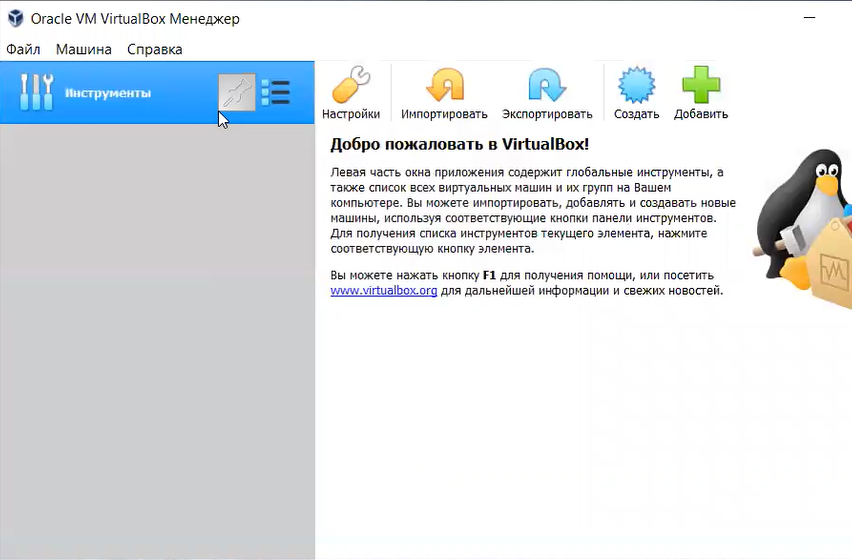 Oracle VM VirtualBox Менеджер
Файл Машина Справка
Инструменты
Настройки Импортировать Экспортировать Создать Добавить
Добро пожаловать в VirtualBox!
Левая часть окна приложения содержит глобальные инструменты, а
также список всех виртуальных машин и их групп на Вашем
компьютере. Вы можете импортировать, добавлять и создавать новые
машины, используя соответствующие кнопки панели инструментов.
Для получения списка инструментов текущего элемента, нажмите
соответствующую кнопку элемента.
Вы можете нажать кнопку F1 для получения помощи, или посетить
www.virtualbox.org для дальнейшей информации и свежих новостей.